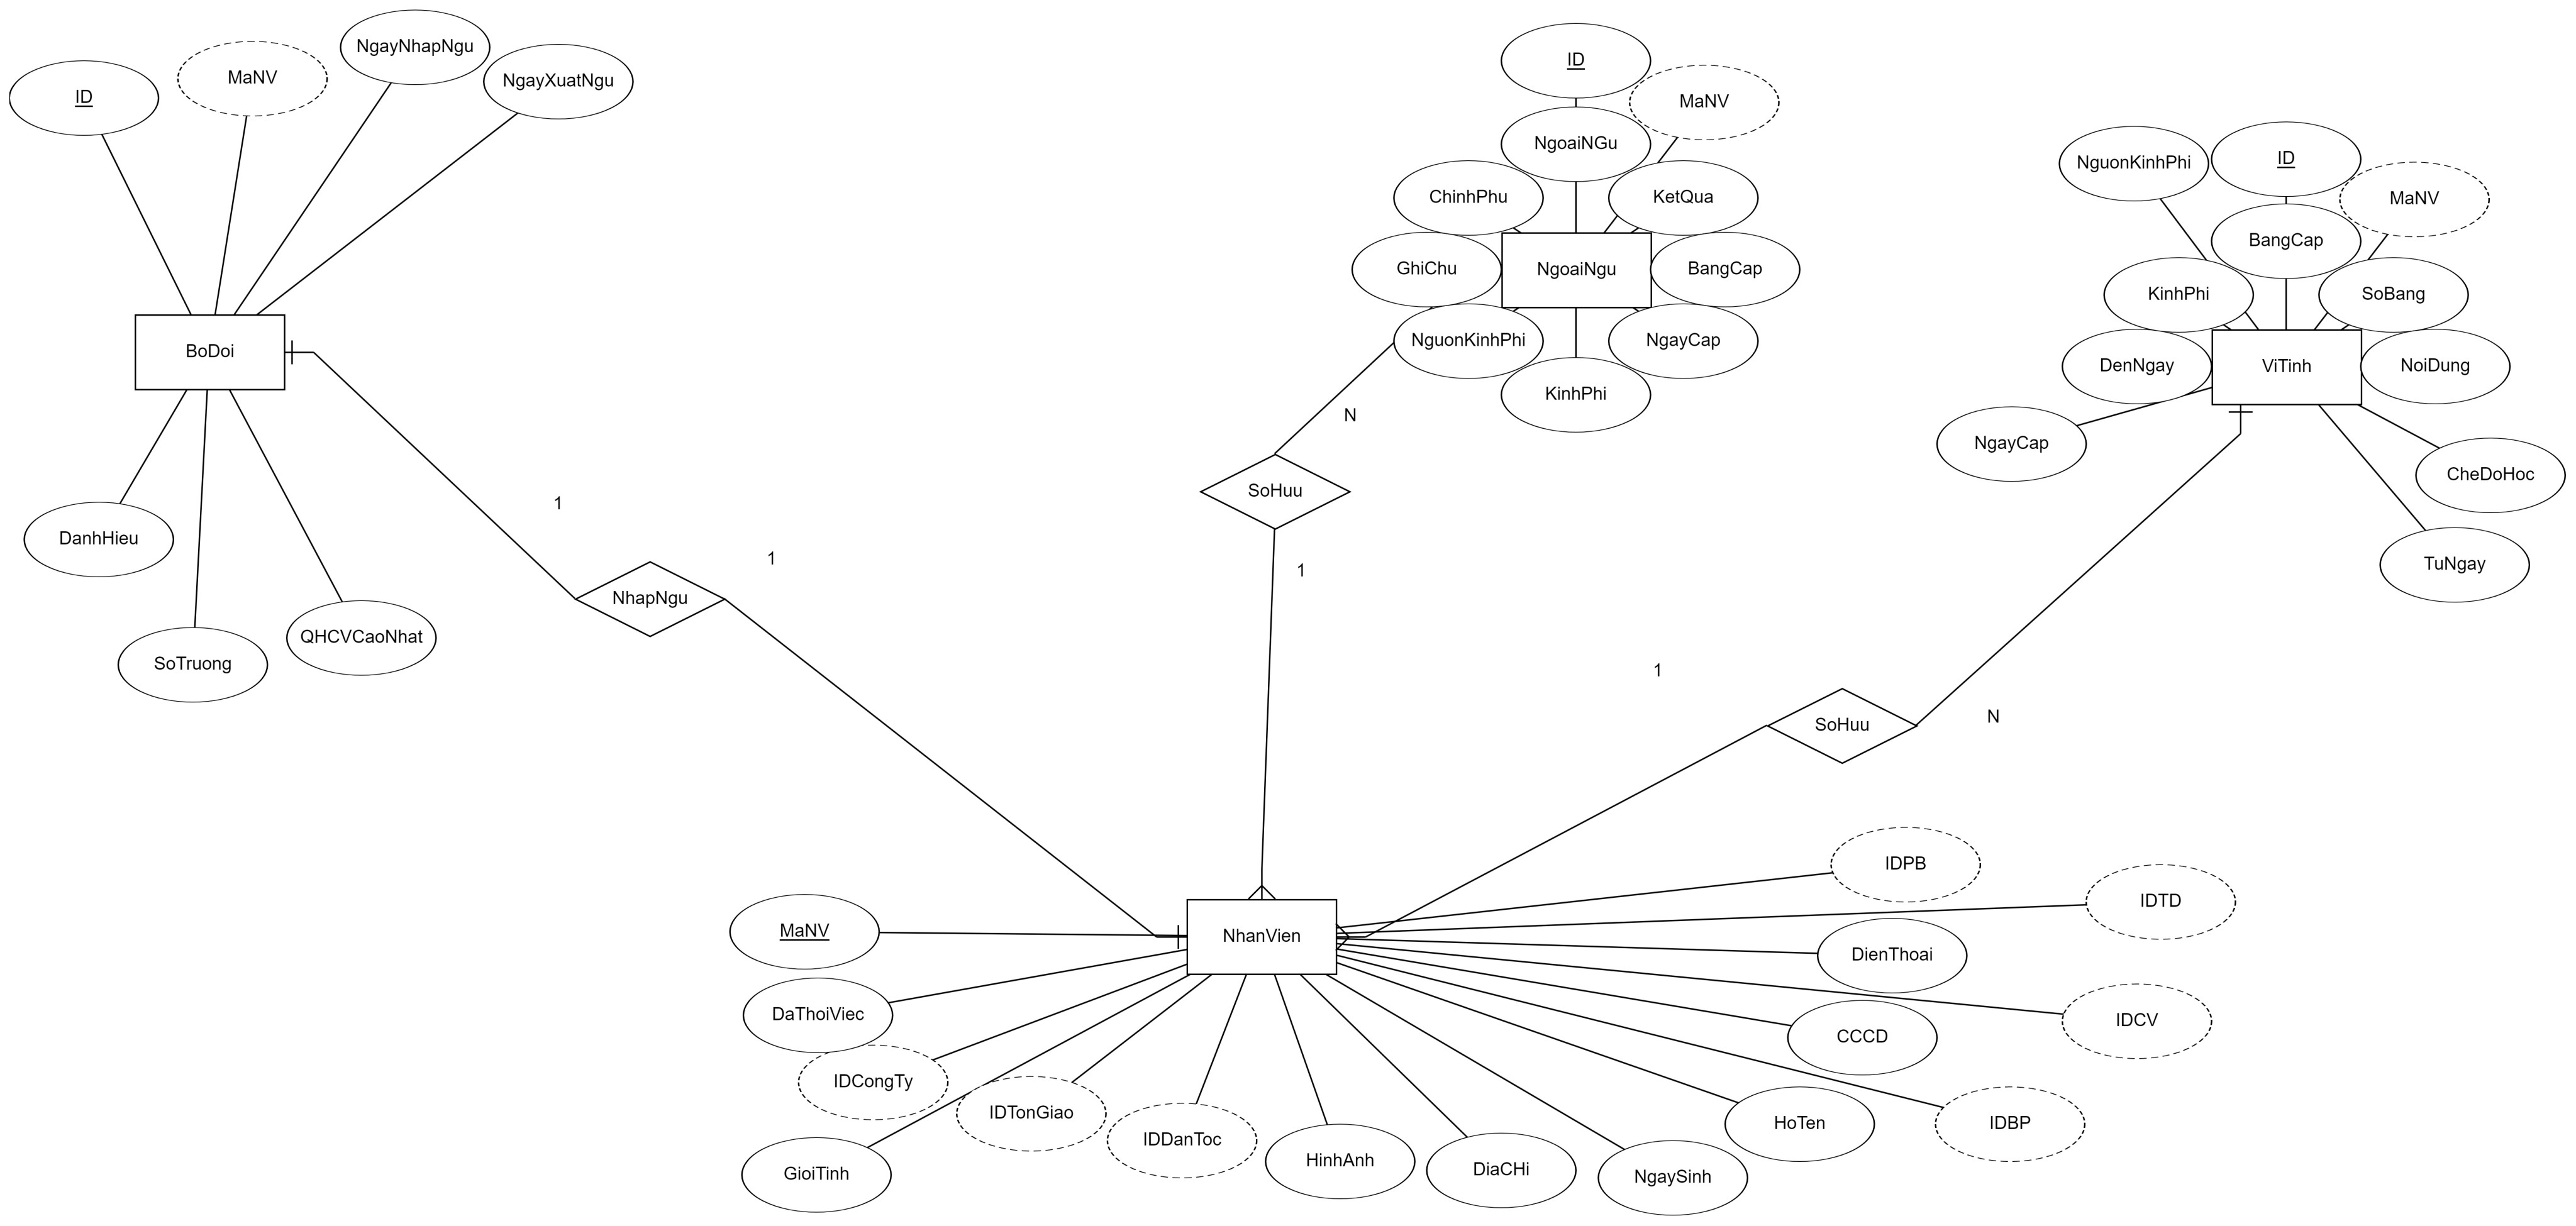 NgayNhapNgu
NgayXuatNgu
MaNV
ID
BoDoi
DanhHieu
SoTruong
QHCVCaoNhat
1
NhapNgu
1
ID
MaNV
NgoaiNGu
ChinhPhu
KetQua
GhiChu
NgoaiNgu
BangCap
NguonKinhPhi
NgayCap
KinhPhi
N
SoHuu
1
NguonKinhPhi
ID
MaNV
BangCap
KinhPhi
SoBang
DenNgay
ViTinh
NoiDung
NgayCap
CheDoHoc
TuNgay
1
SoHuu
N
MaNV
NhanVien
IDPB
IDTD
DienThoai
DaThoiViec
IDCV
CCCD
IDCongTy
IDTonGiao
HoTen
IDBP
IDDanToc
GioiTinh
HinhAnh
DiaCHi
NgaySinh